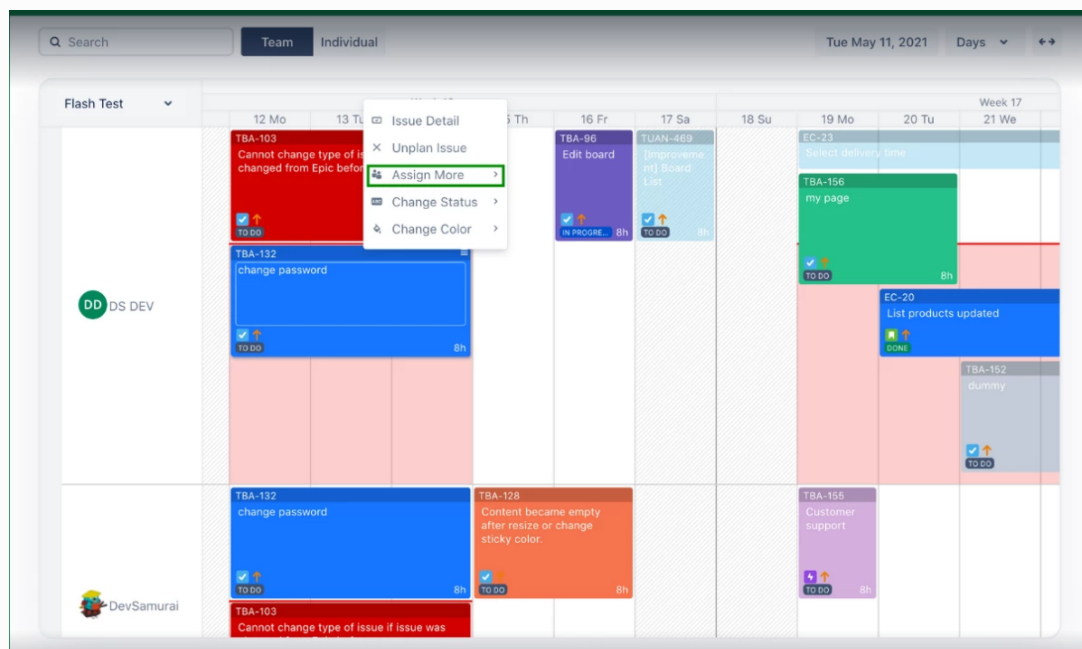 Search
Team
Individual
Tue May 11, 2021
Days
Flash Test
Week 17
12 Mo
13 Tu
Th
16 Fr
17 Sa
18 Su
19 Mo
20 Tu
21 We
Issue Detail
Unplan Issue
Assign More
Change Status
Change Color
DD DS DEV
TBA-103
Cannot change type of is
changed from Epic befor
TO DO
TBA-96
Edit board
IN PROGRE... 8h
TUAN-469
[Improveme
nt] Board
List
TO DO 8h
EC-23
Select delivery time
TBA-156
my page
TO DO 8h
TBA-132
change password
TO DO 8h
EC-20
List products updated
DONE
TBA-152
dummy
TO DO
DevSamurai
TBA-132
change password
TO DO 8h
TBA-128
Content became empty
after resize or change
sticky color.
TO DO 8h
TBA-155
Customer
support
TO DO 8h
TBA-103
Cannot change type of issue if issue was